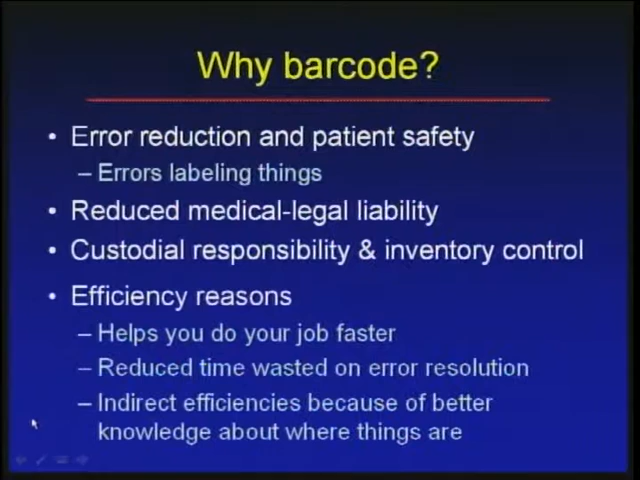 Why barcode?
• Error reduction and patient safety
– Errors labeling things
• Reduced medical-legal liability
• Custodial responsibility & inventory control
• Efficiency reasons
– Helps you do your job faster
– Reduced time wasted on error resolution
– Indirect efficiencies because of better
knowledge about where things are